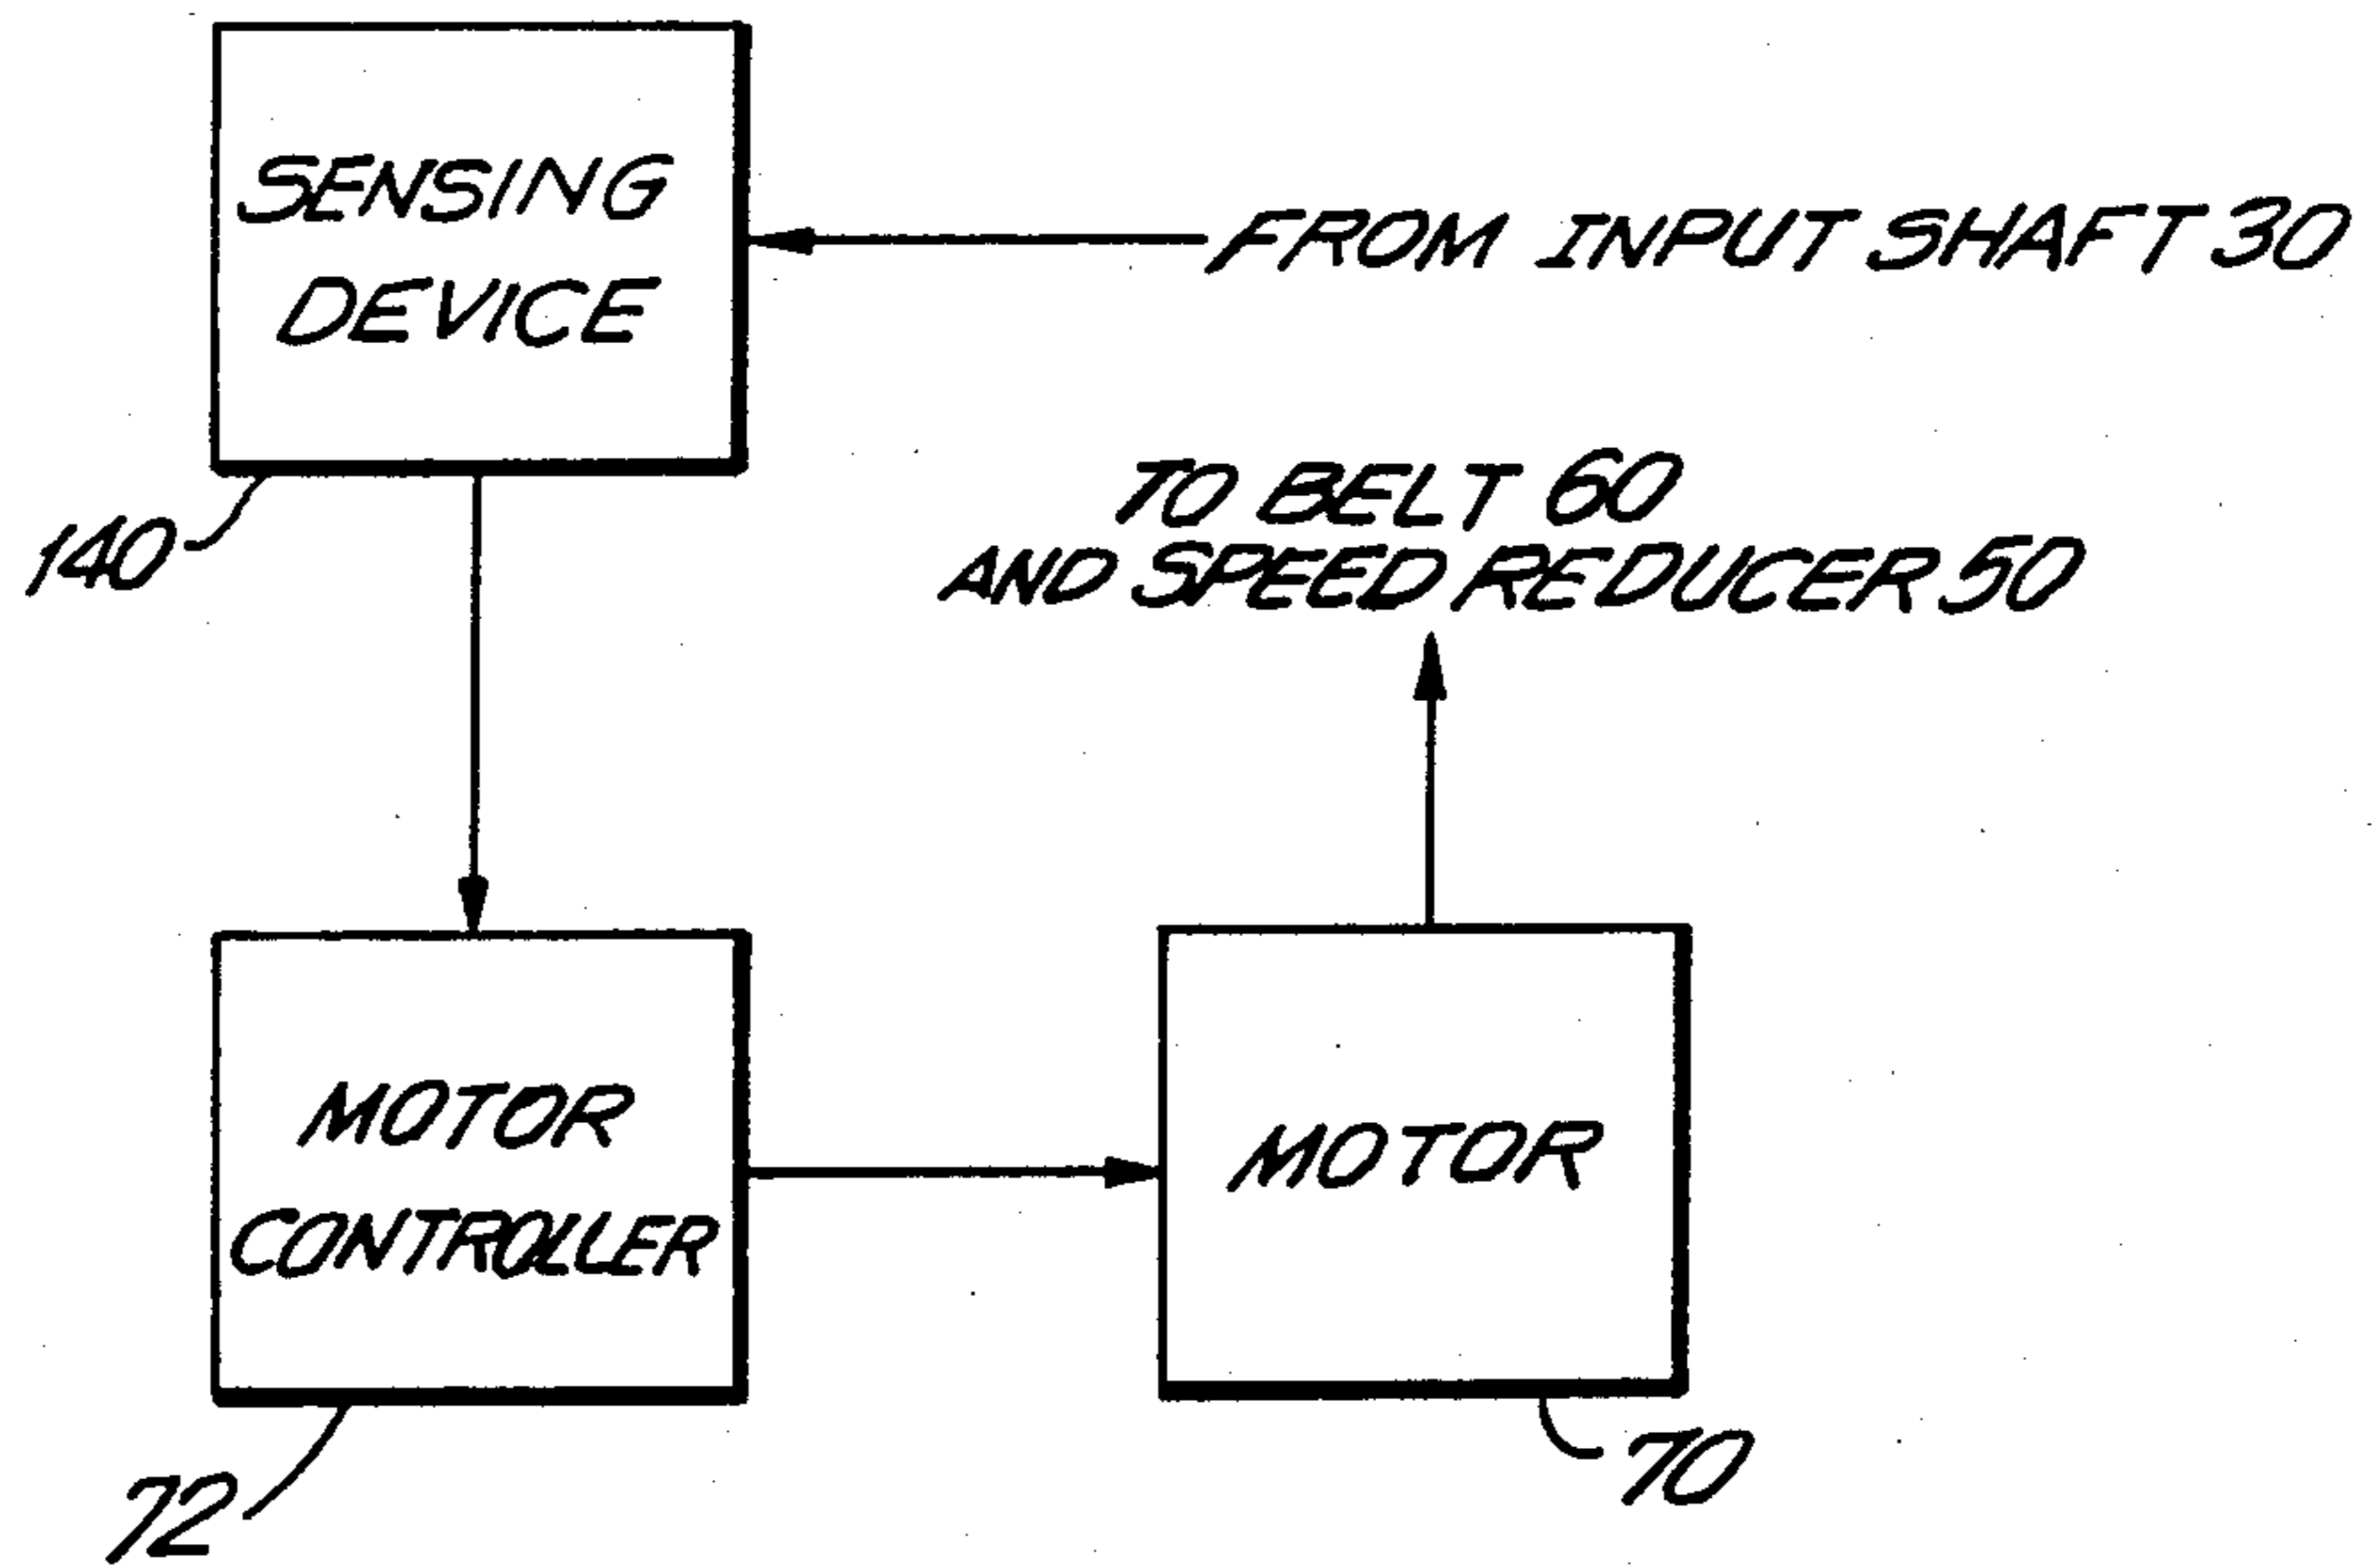 SENSING
DEVICE
FROM INPUT SHAFT 30
140
TO BELT 60
AND SPEED REDUCER 50
MOTOR
CONTROLLER
MOTOR
72
70